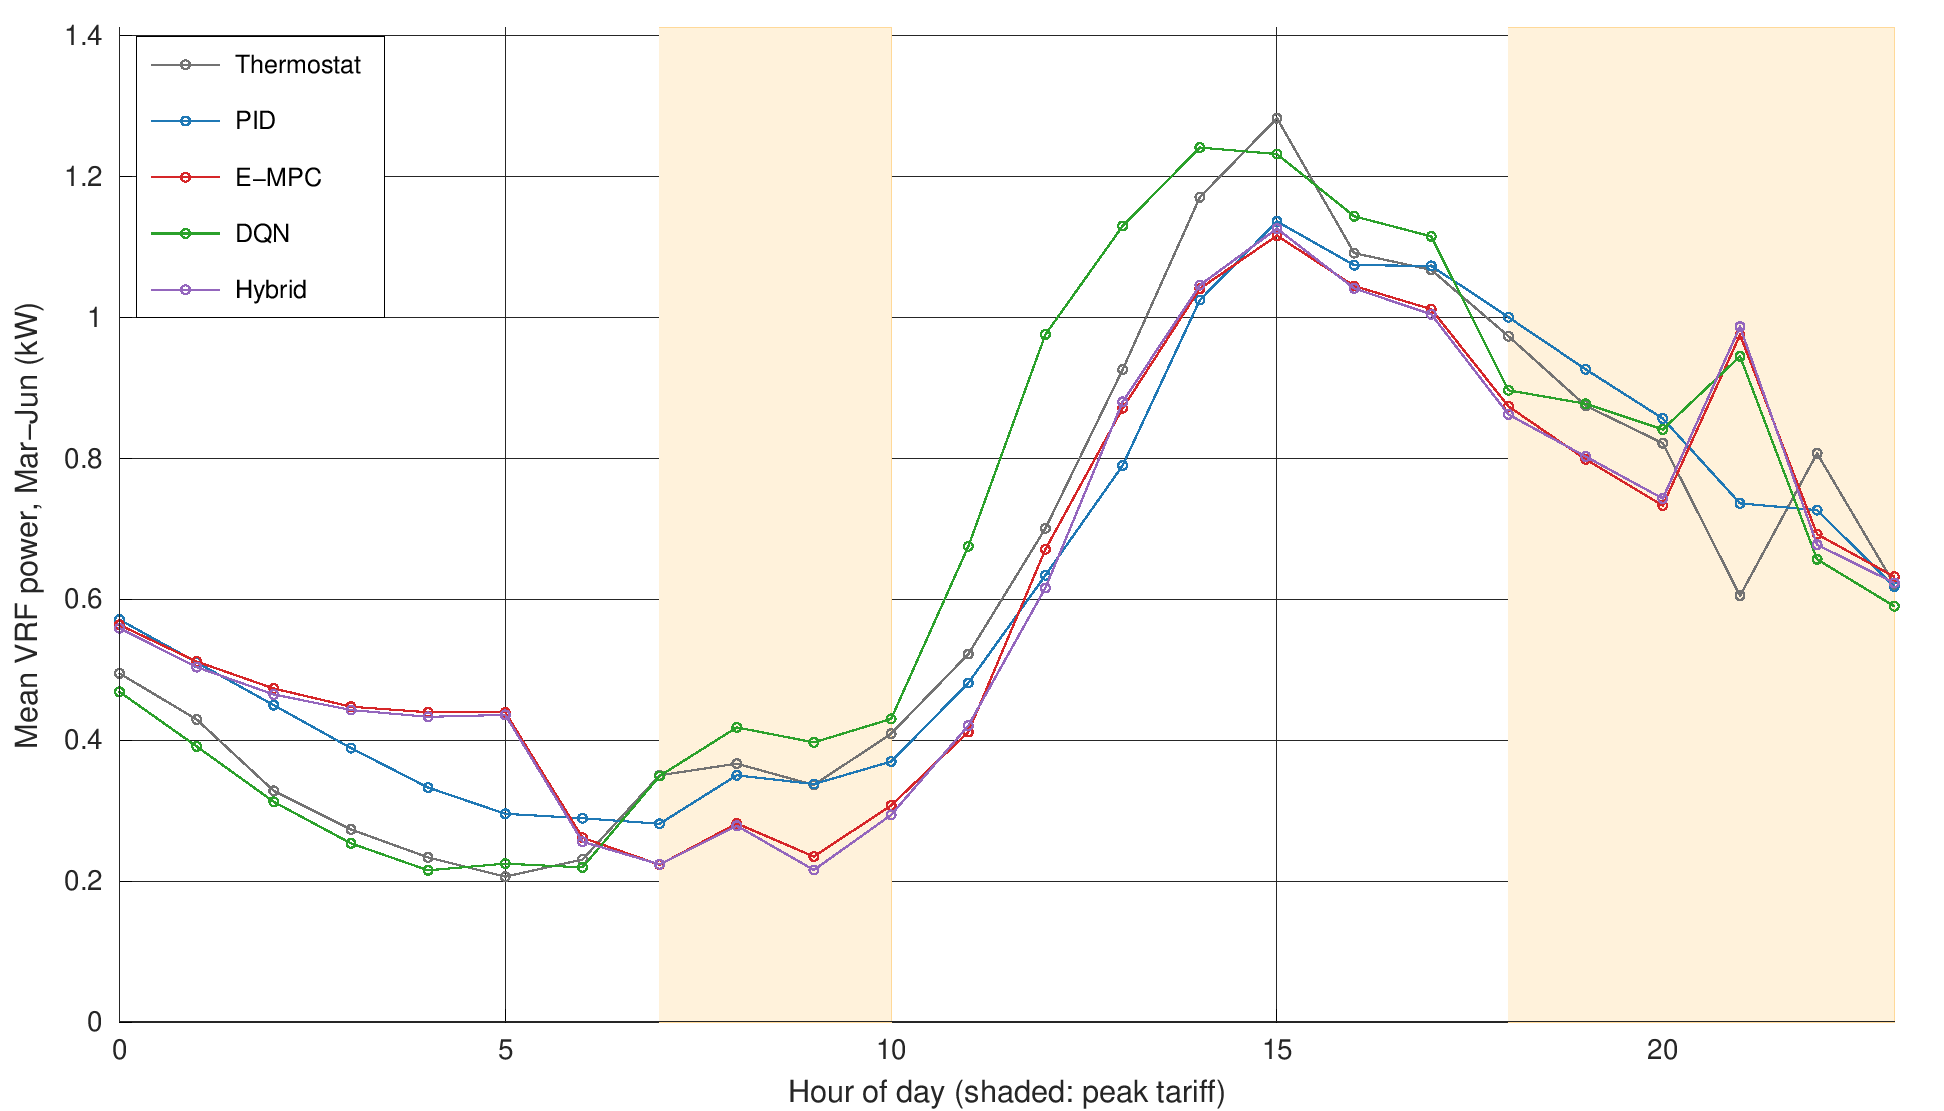 1.4
1.2
1
0.8
0.6
0.4
0.2
0
Thermostat
PID
E−MPC
DQN
Hybrid
Mean VRF power, Mar−Jun (kW)
0 5 10 15 20
Hour of day (shaded: peak tariff)